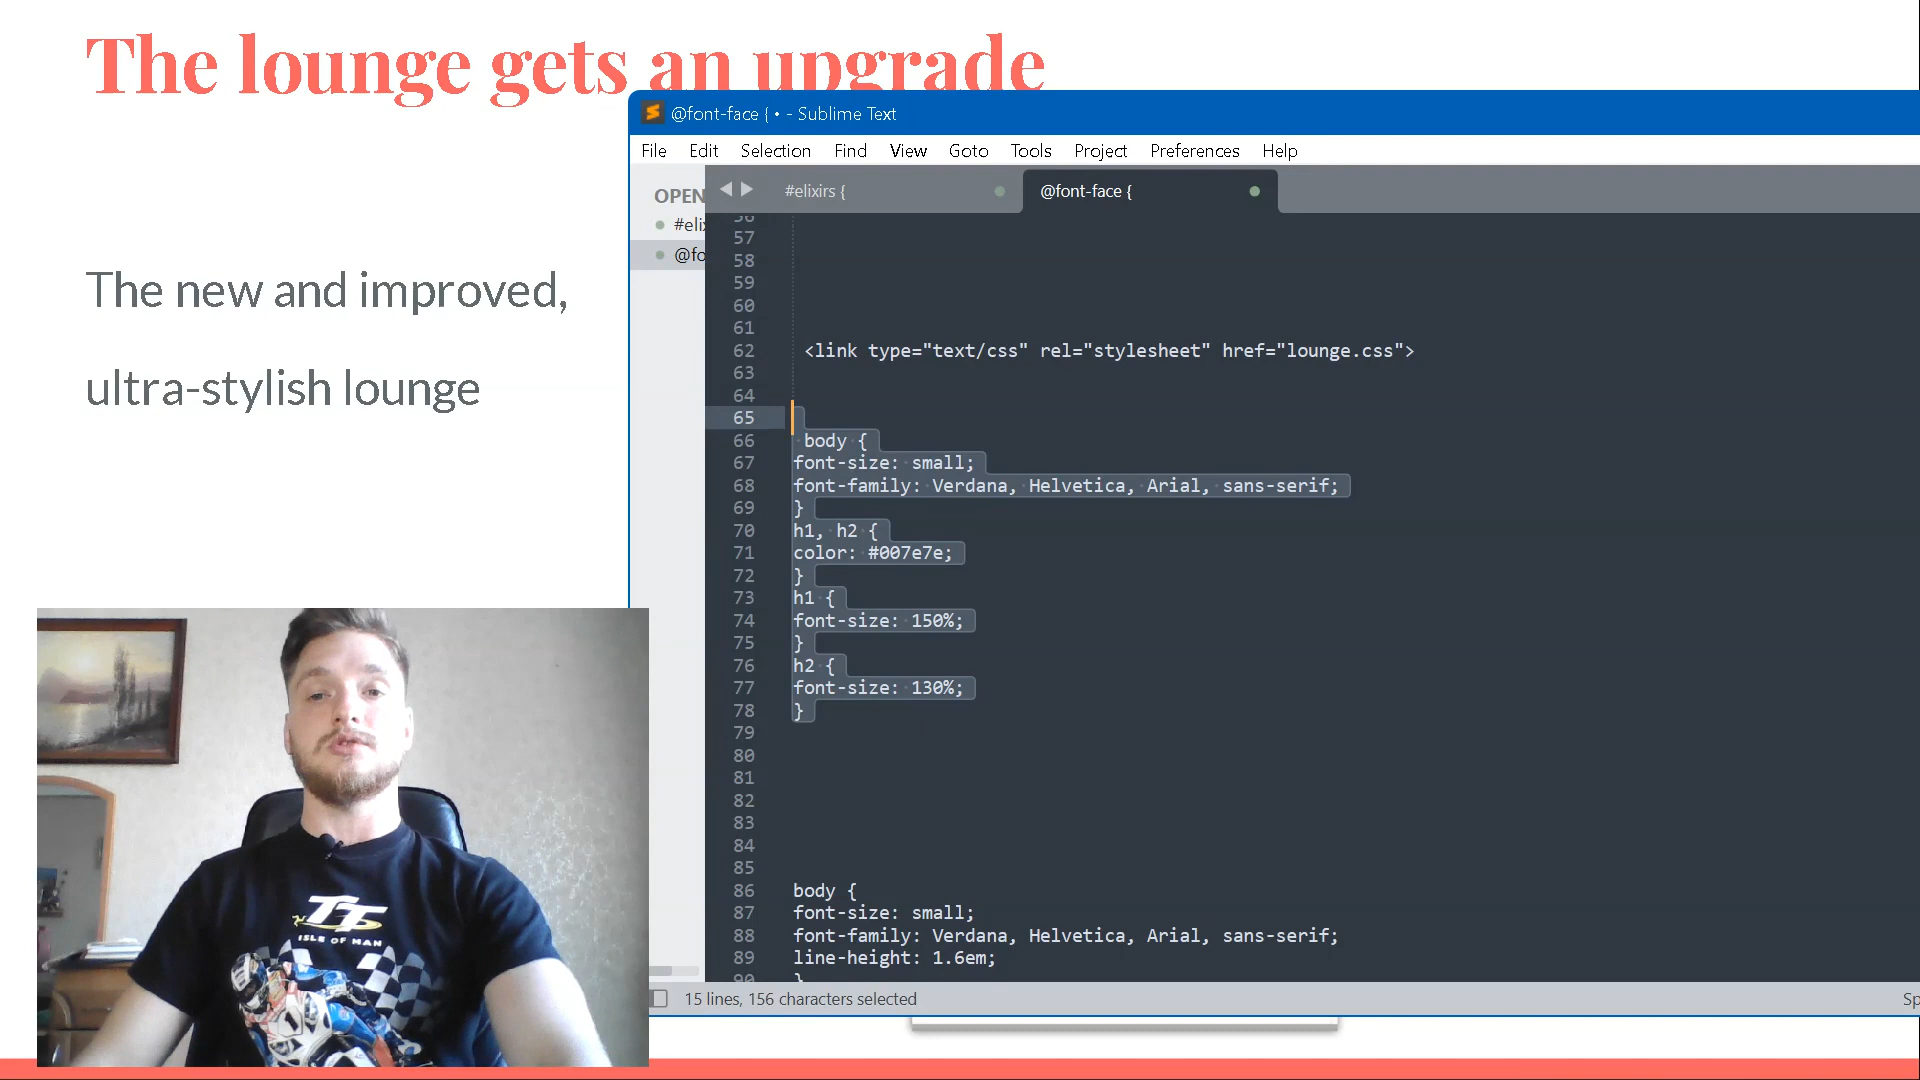 The lounge gets an upgrade
The new and improved,
ultra-stylish lounge
@font-face { • - Sublime Text
File Edit Selection Find View Goto Tools Project Preferences Help
OPEN
#eli
@fo
#elixirs {
@font-face {
56
57
58
59
60
61
62 <link type="text/css" rel="stylesheet" href="lounge.css">
63
64
65
66 body {
67 font-size: small;
68 font-family: Verdana, Helvetica, Arial, sans-serif;
69 }
70 h1, h2 {
71 color: #007e7e;
72 }
73 h1 {
74 font-size: 150%;
75 }
76 h2 {
77 font-size: 130%;
78 }
79
80
81
82
83
84
85
86 body {
87 font-size: small;
88 font-family: Verdana, Helvetica, Arial, sans-serif;
89 line-height: 1.6em;
90 }
15 lines, 156 characters selected
Sp
TT
ISLE OF MAN